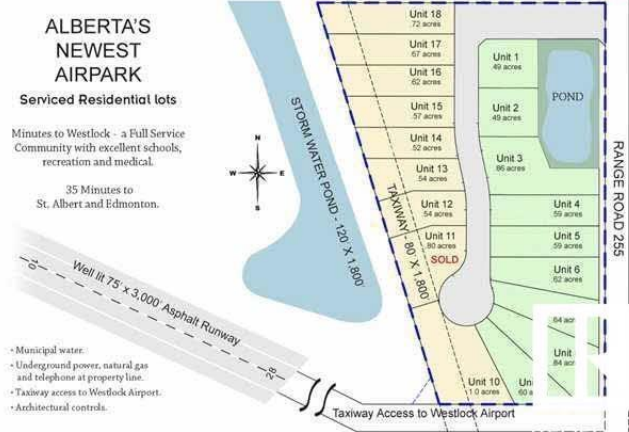 ALBERTA'S
NEWEST
AIRPARK
Serviced Residential lots
Minutes to Westlock - a Full Service
Community with excellent schools,
recreation and medical.
35 Minutes to
St. Albert and Edmonton.
N
W
E
S
STORM WATER POND - 120' X 1,800'
TAXIWAY 80' X 1,800'
Well lit 75' x 3,000' Asphalt Runway
10
28
• Municipal water.
• Underground power, natural gas
and telephone at property line.
• Taxiway access to Westlock Airport.
• Architectural controls.
Taxiway Access to Westlock Airport
Unit 18
.72 acres
Unit 17
.67 acres
Unit 16
.62 acres
Unit 15
.57 acres
Unit 14
.52 acres
Unit 13
.54 acres
Unit 12
.54 acres
Unit 11
.80 acres
SOLD
Unit 10
1.0 acres
Unit 1
.49 acres
Unit 2
.49 acres
Unit 3
.86 acres
Unit 4
.59 acres
Unit 5
.59 acres
Unit 6
.62 acres
.64
Unit
.84
.60
POND
RANGE ROAD 255